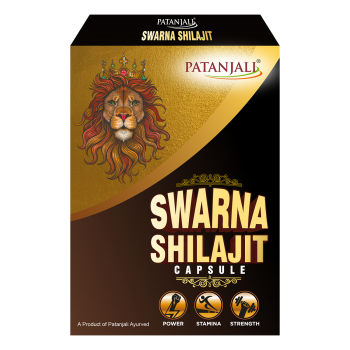 PATANJALI
SWARNA SHILAJIT
PATANJALI®
SWARNA
SHILAJIT
CAPSULE
POWER
STAMINA
STRENGTH
A Product of Patanjali Ayurved